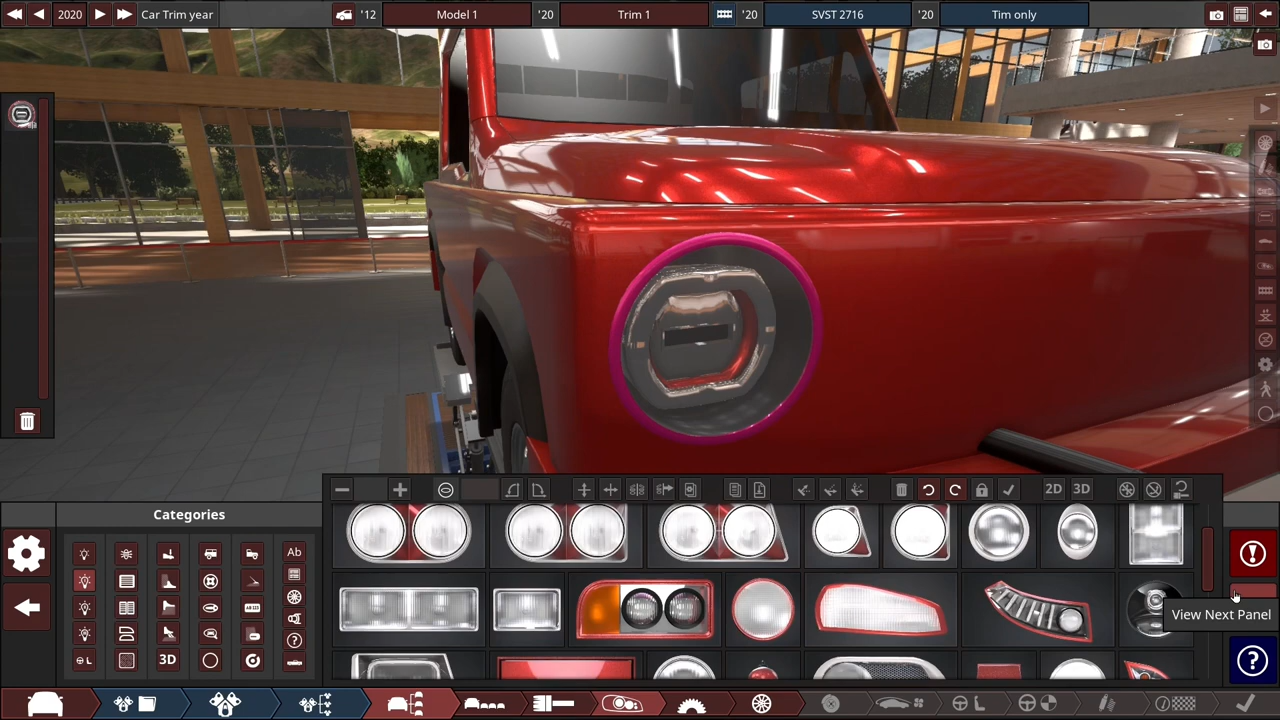 2020
Car Trim year
'12
Model 1
'20
Trim 1
'20
SVST 2716
'20
Tim only
Categories
Ab
3D
L
2D
3D
View Next Panel